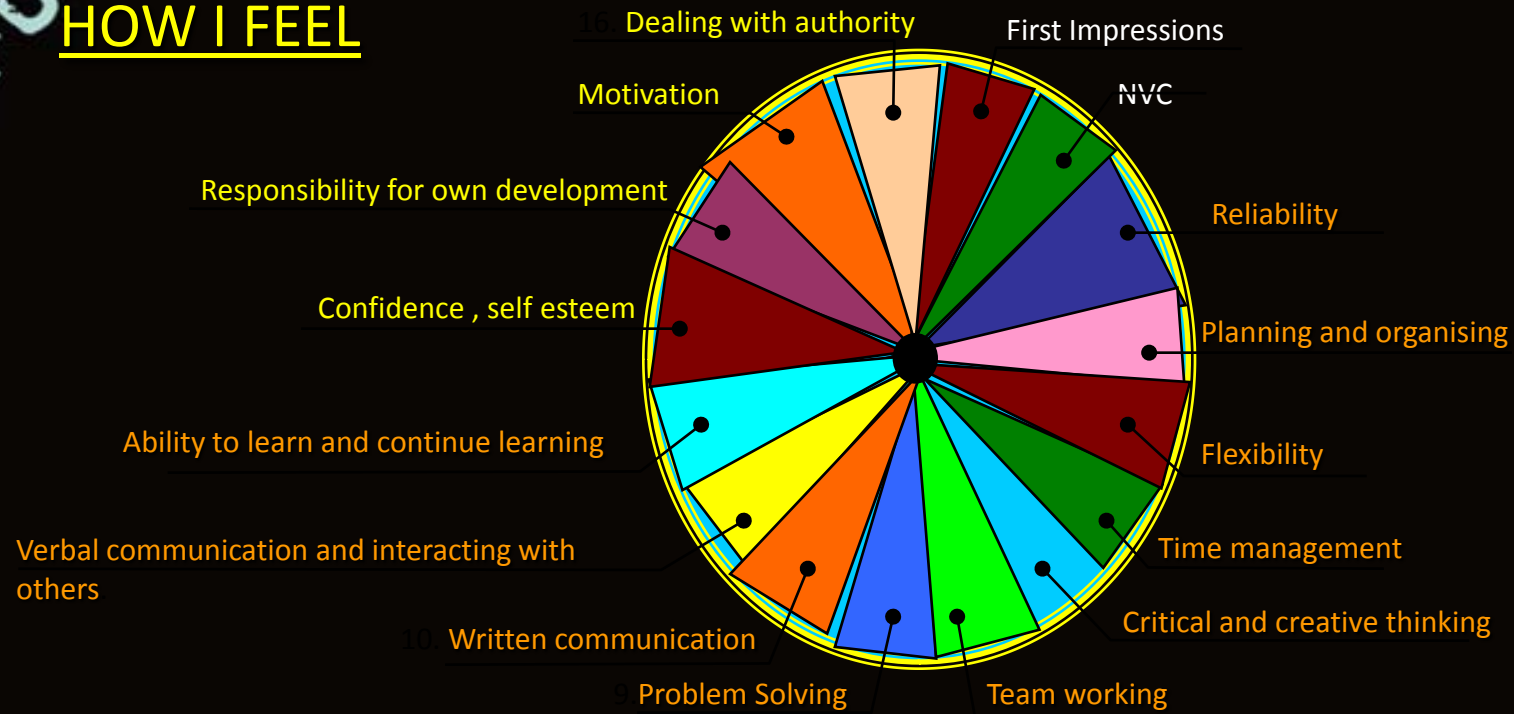 HOW I FEEL
16. Dealing with authority
First Impressions
Motivation
NVC
Responsibility for own development
Reliability
Confidence , self esteem
Planning and organising
Ability to learn and continue learning
Flexibility
Verbal communication and interacting with
others
Time management
Critical and creative thinking
10. Written communication
9. Problem Solving
Team working